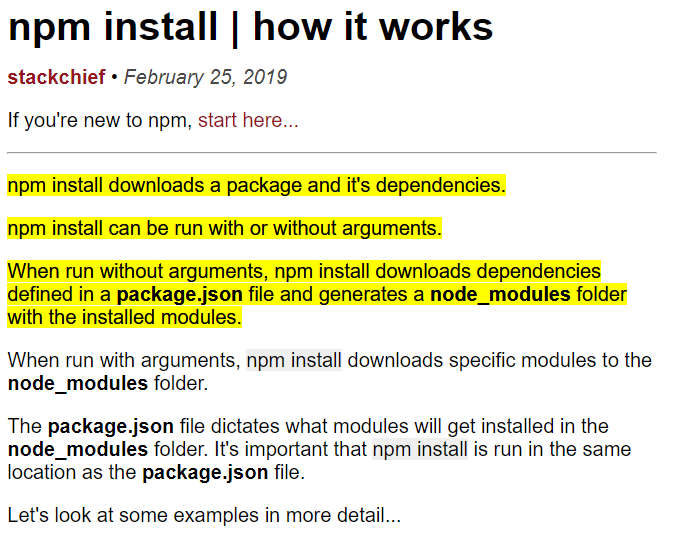 npm install | how it works
stackchief • February 25, 2019
If you're new to npm, start here...
npm install downloads a package and it's dependencies.
npm install can be run with or without arguments.
When run without arguments, npm install downloads dependencies
defined in a package.json file and generates a node_modules folder
with the installed modules.
When run with arguments, npm install downloads specific modules to the
node_modules folder.
The package.json file dictates what modules will get installed in the
node_modules folder. It's important that npm install is run in the same
location as the package.json file.
Let's look at some examples in more detail...